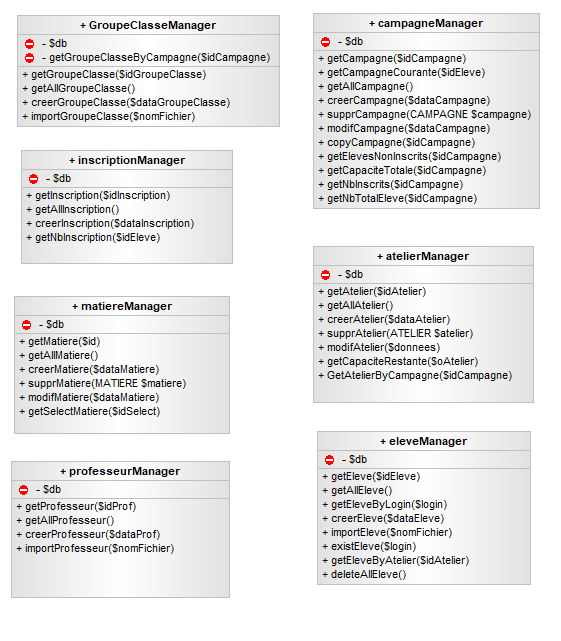 + GroupeClasseManager
- $db
- getGroupeClasseByCampagne($idCampagne)
+ getGroupeClasse($idGroupeClasse)
+ getAllGroupeClasse()
+ creerGroupeClasse($dataGroupeClasse)
+ importGroupeClasse($nomFichier)
+ inscriptionManager
- $db
+ getInscription($idInscription)
+ getAllInscription()
+ creerInscription($dataInscription)
+ getNbInscription($idEleve)
+ matiereManager
- $db
+ getMatiere($id)
+ getAllMatiere()
+ creerMatiere($dataMatiere)
+ supprMatiere(MATIERE $matiere)
+ modifMatiere($dataMatiere)
+ getSelectMatiere($idSelect)
+ professeurManager
- $db
+ getProfesseur($idProf)
+ getAllProfesseur()
+ creerProfesseur($dataProf)
+ importProfesseur($nomFichier)
+ campagneManager
- $db
+ getCampagne($idCampagne)
+ getCampagneCourante($idEleve)
+ getAllCampagne()
+ creerCampagne($dataCampagne)
+ supprCampagne(CAMPAGNE $campagne)
+ modifCampagne($dataCampagne)
+ copyCampagne($idCampagne)
+ getElevesNonInscrits($idCampagne)
+ getCapaciteTotale($idCampagne)
+ getNbInscrits($idCampagne)
+ getNbTotalEleve($idCampagne)
+ atelierManager
- $db
+ getAtelier($idAtelier)
+ getAllAtelier()
+ creerAtelier($dataAtelier)
+ supprAtelier(ATELIER $atelier)
+ modifAtelier($donnees)
+ getCapaciteRestante($oAtelier)
+ GetAtelierByCampagne($idCampagne)
+ eleveManager
- $db
+ getEleve($idEleve)
+ getAllEleve()
+ getEleveByLogin($login)
+ creerEleve($dataEleve)
+ importEleve($nomFichier)
+ existEleve($login)
+ getEleveByAtelier($idAtelier)
+ deleteAllEleve()